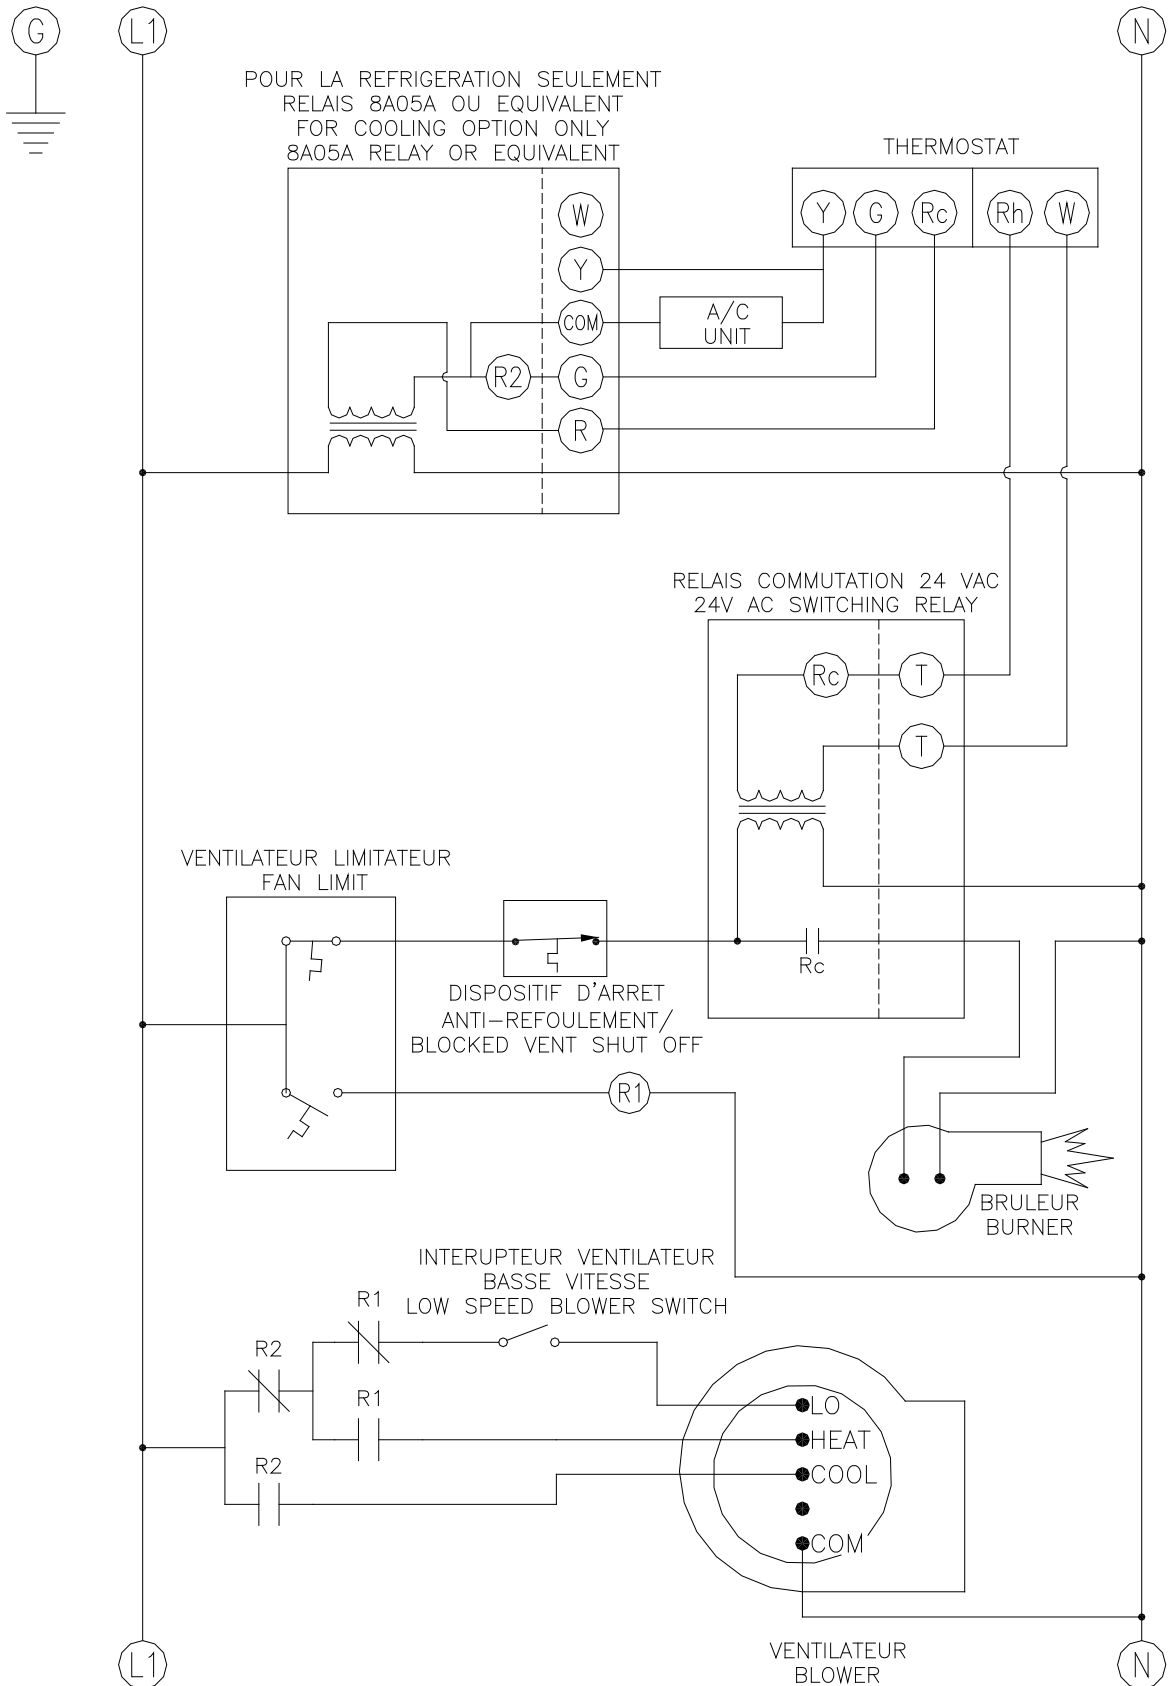 G
L1
N
POUR LA REFRIGERATION SEULEMENT
RELAIS 8A05A OU EQUIVALENT
FOR COOLING OPTION ONLY
8A05A RELAY OR EQUIVALENT
THERMOSTAT
W
Y
COM
R2
G
R
A/C
UNIT
Y
G
Rc
Rh
W
RELAIS COMMUTATION 24 VAC
24V AC SWITCHING RELAY
Rc
T
T
Rc
VENTILATEUR LIMITATEUR
FAN LIMIT
DISPOSITIF D'ARRET
ANTI-REFOULEMENT/
BLOCKED VENT SHUT OFF
R1
BRULEUR
BURNER
INTERUPTEUR VENTILATEUR
BASSE VITESSE
LOW SPEED BLOWER SWITCH
R1
R2
R1
R2
LO
HEAT
COOL
COM
VENTILATEUR
BLOWER
L1
N